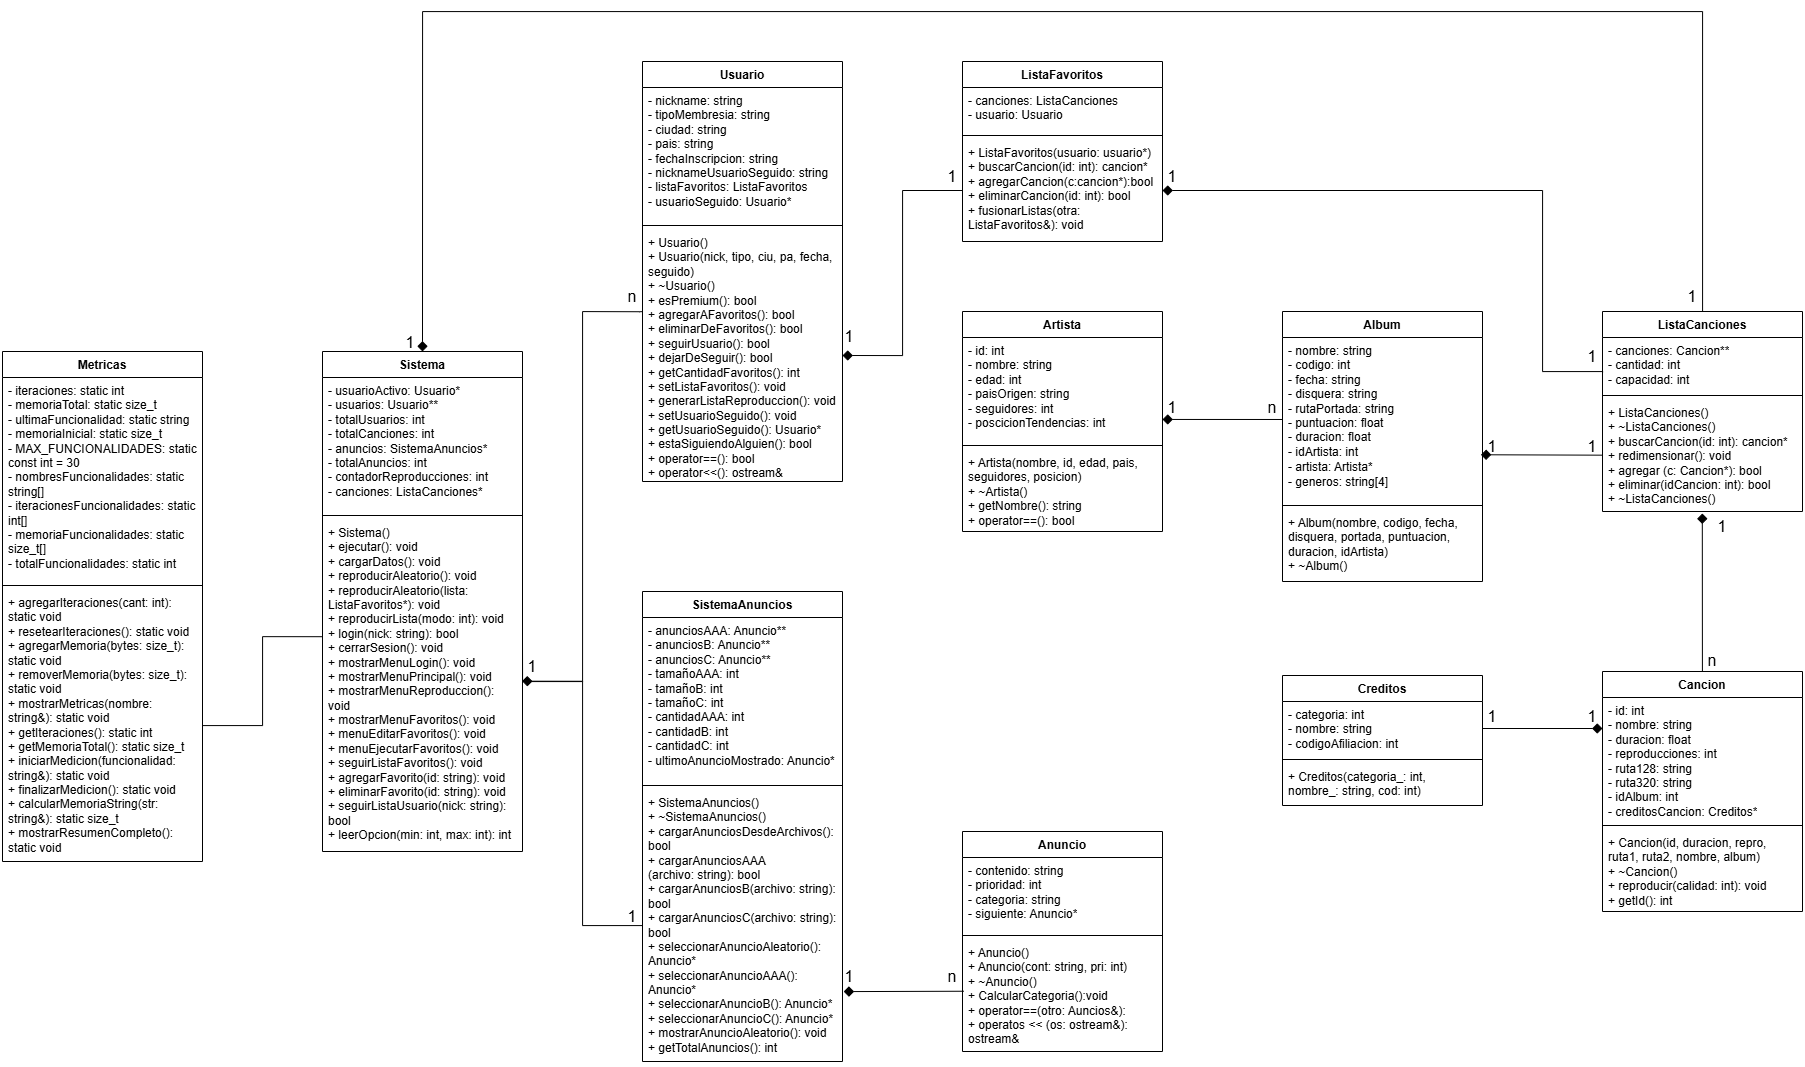 Metricas
- iteraciones: static int
- memoriaTotal: static size_t
- ultimaFuncionalidad: static string
- memoriaInicial: static size_t
- MAX_FUNCIONALIDADES: static
const int = 30
- nombresFuncionalidades: static
string[]
- iteracionesFuncionalidades: static
int[]
- memoriaFuncionalidades: static
size_t[]
- totalFuncionalidades: static int
+ agregarIteraciones(cant: int):
static void
+ resetearIteraciones(): static void
+ agregarMemoria(bytes: size_t):
static void
+ removerMemoria(bytes: size_t):
static void
+ mostrarMetricas(nombre:
string&): static void
+ getIteraciones(): static int
+ getMemoriaTotal(): static size_t
+ iniciarMedicion(funcionalidad:
string&): static void
+ finalizarMedicion(): static void
+ calcularMemoriaString(str:
string&): static size_t
+ mostrarResumenCompleto():
static void
1
Sistema
- usuarioActivo: Usuario*
- usuarios: Usuario**
- totalUsuarios: int
- totalCanciones: int
- anuncios: SistemaAnuncios*
- totalAnuncios: int
- contadorReproducciones: int
- canciones: ListaCanciones*
+ Sistema()
+ ejecutar(): void
+ cargarDatos(): void
+ reproducirAleatorio(): void
+ reproducirAleatorio(lista:
ListaFavoritos*): void
+ reproducirLista(modo: int): void
+ login(nick: string): bool
+ cerrarSesion(): void
+ mostrarMenuLogin(): void
+ mostrarMenuPrincipal(): void
+ mostrarMenuReproduccion():
void
+ mostrarMenuFavoritos(): void
+ menuEditarFavoritos(): void
+ menuEjecutarFavoritos(): void
+ seguirListaFavoritos(): void
+ agregarFavorito(id: string): void
+ eliminarFavorito(id: string): void
+ seguirListaUsuario(nick: string):
bool
+ leerOpcion(min: int, max: int): int
1
n
1
Usuario
- nickname: string
- tipoMembresia: string
- ciudad: string
- pais: string
- fechaInscripcion: string
- nicknameUsuarioSeguido: string
- listaFavoritos: ListaFavoritos
- usuarioSeguido: Usuario*
+ Usuario()
+ Usuario(nick, tipo, ciu, pa, fecha,
seguido)
+ ~Usuario()
+ esPremium(): bool
+ agregarAFavoritos(): bool
+ eliminarDeFavoritos(): bool
+ seguirUsuario(): bool
+ dejarDeSeguir(): bool
+ getCantidadFavoritos(): int
+ setListaFavoritos(): void
+ generarListaReproduccion(): void
+ setUsuarioSeguido(): void
+ getUsuarioSeguido(): Usuario*
+ estaSiguiendoAlguien(): bool
+ operator==(): bool
+ operator<<(): ostream&
1
1
SistemaAnuncios
- anunciosAAA: Anuncio**
- anunciosB: Anuncio**
- anunciosC: Anuncio**
- tamañoAAA: int
- tamañoB: int
- tamañoC: int
- cantidadAAA: int
- cantidadB: int
- cantidadC: int
- ultimoAnuncioMostrado: Anuncio*
+ SistemaAnuncios()
+ ~SistemaAnuncios()
+ cargarAnunciosDesdeArchivos():
bool
+ cargarAnunciosAAA
(archivo: string): bool
+ cargarAnunciosB(archivo: string):
bool
+ cargarAnunciosC(archivo: string):
bool
+ seleccionarAnuncioAleatorio():
Anuncio*
+ seleccionarAnuncioAAA():
Anuncio*
+ seleccionarAnuncioB(): Anuncio*
+ seleccionarAnuncioC(): Anuncio*
+ mostrarAnuncioAleatorio(): void
+ getTotalAnuncios(): int
1
n
ListaFavoritos
- canciones: ListaCanciones
- usuario: Usuario
+ ListaFavoritos(usuario: usuario*)
+ buscarCancion(id: int): cancion*
+ agregarCancion(c:cancion*):bool
+ eliminarCancion(id: int): bool
+ fusionarListas(otra:
ListaFavoritos&): void
1
1
Artista
- id: int
- nombre: string
- edad: int
- paisOrigen: string
- seguidores: int
- poscicionTendencias: int
+ Artista(nombre, id, edad, pais,
seguidores, posicion)
+ ~Artista()
+ getNombre(): string
+ operator==(): bool
1
n
Album
- nombre: string
- codigo: int
- fecha: string
- disquera: string
- rutaPortada: string
- puntuacion: float
- duracion: float
- idArtista: int
- artista: Artista*
- generos: string[4]
+ Album(nombre, codigo, fecha,
disquera, portada, puntuacion,
duracion, idArtista)
+ ~Album()
1
1
1
ListaCanciones
- canciones: Cancion**
- cantidad: int
- capacidad: int
+ ListaCanciones()
+ ~ListaCanciones()
+ buscarCancion(id: int): cancion*
+ redimensionar(): void
+ agregar (c: Cancion*): bool
+ eliminar(idCancion: int): bool
+ ~ListaCanciones()
1
n
Cancion
- id: int
- nombre: string
- duracion: float
- reproducciones: int
- ruta128: string
- ruta320: string
- idAlbum: int
- creditosCancion: Creditos*
+ Cancion(id, duracion, repro,
ruta1, ruta2, nombre, album)
+ ~Cancion()
+ reproducir(calidad: int): void
+ getId(): int
1
1
Creditos
- categoria: int
- nombre: string
- codigoAfiliacion: int
+ Creditos(categoria_: int,
nombre_: string, cod: int)
Anuncio
- contenido: string
- prioridad: int
- categoria: string
- siguiente: Anuncio*
+ Anuncio()
+ Anuncio(cont: string, pri: int)
+ ~Anuncio()
+ CalcularCategoria():void
+ operator==(otro: Auncios&):
+ operatos << (os: ostream&):
ostream&